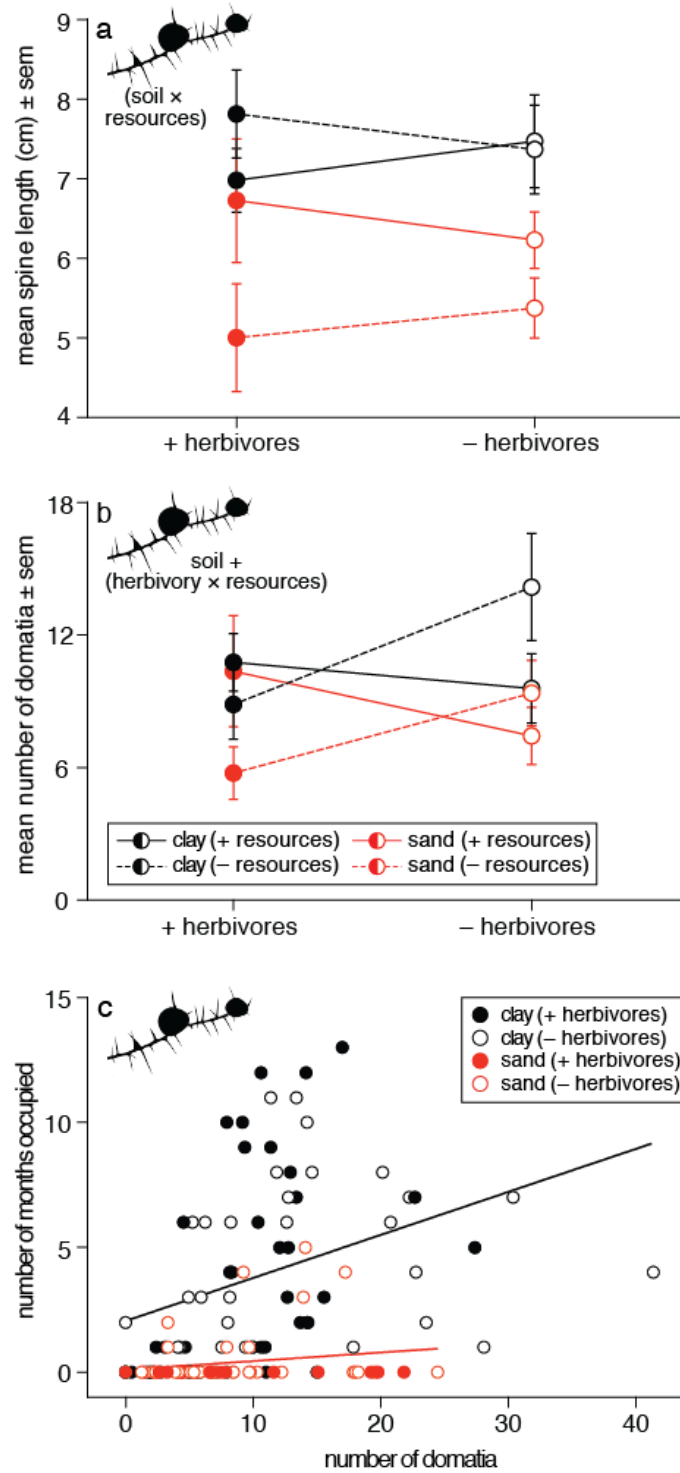 a
(soil ×
resources)
mean spine length (cm) ± sem
9
8
7
6
5
4
+ herbivores
– herbivores
b
soil +
(herbivory × resources)
mean number of domatia ± sem
18
12
6
0
clay (+ resources)
sand (+ resources)
clay (– resources)
sand (– resources)
+ herbivores
– herbivores
c
clay (+ herbivores)
clay (– herbivores)
sand (+ herbivores)
sand (– herbivores)
number of months occupied
15
10
5
0
0
10
20
30
40
number of domatia